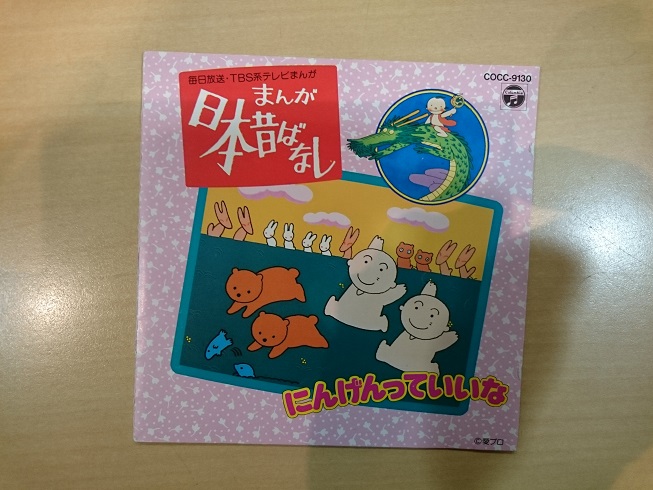 毎日放送・TBS系テレビまんが
まんが
日本昔ばなし
COCC-9130
Columbia
にんげんっていいな
©愛プロ